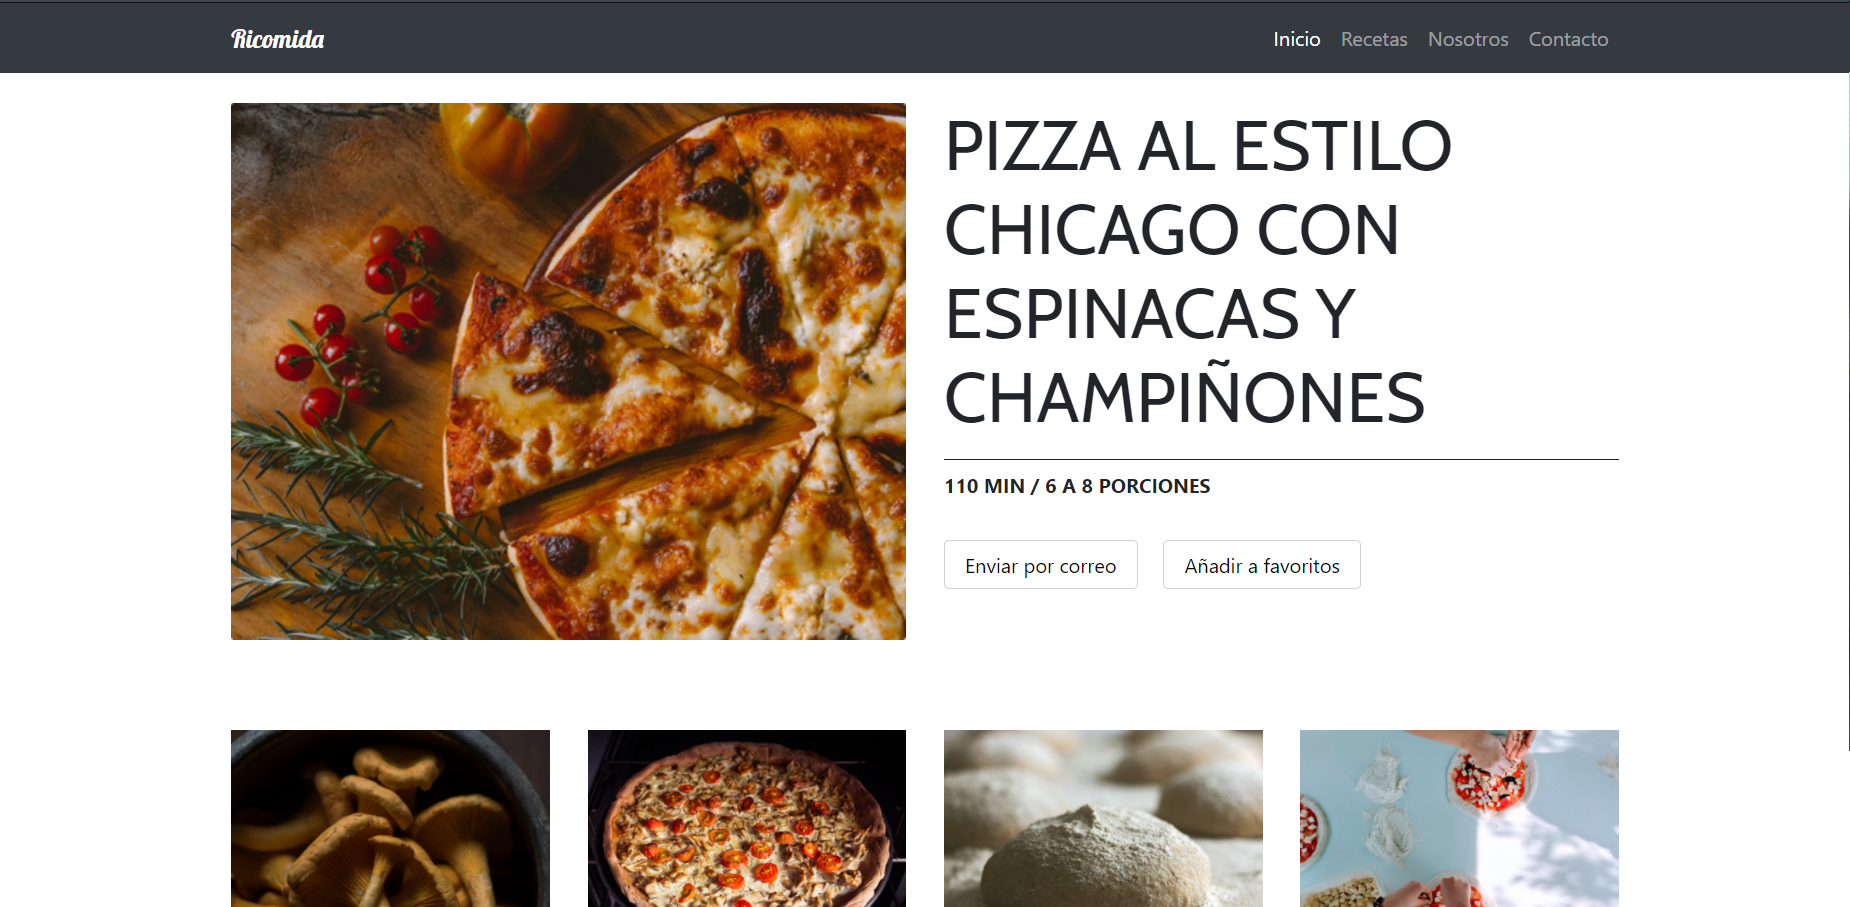 Ricomida
Inicio Recetas Nosotros Contacto
PIZZA AL ESTILO
CHICAGO CON
ESPINACAS Y
CHAMPIÑONES
110 MIN / 6 A 8 PORCIONES
Enviar por correo
Añadir a favoritos